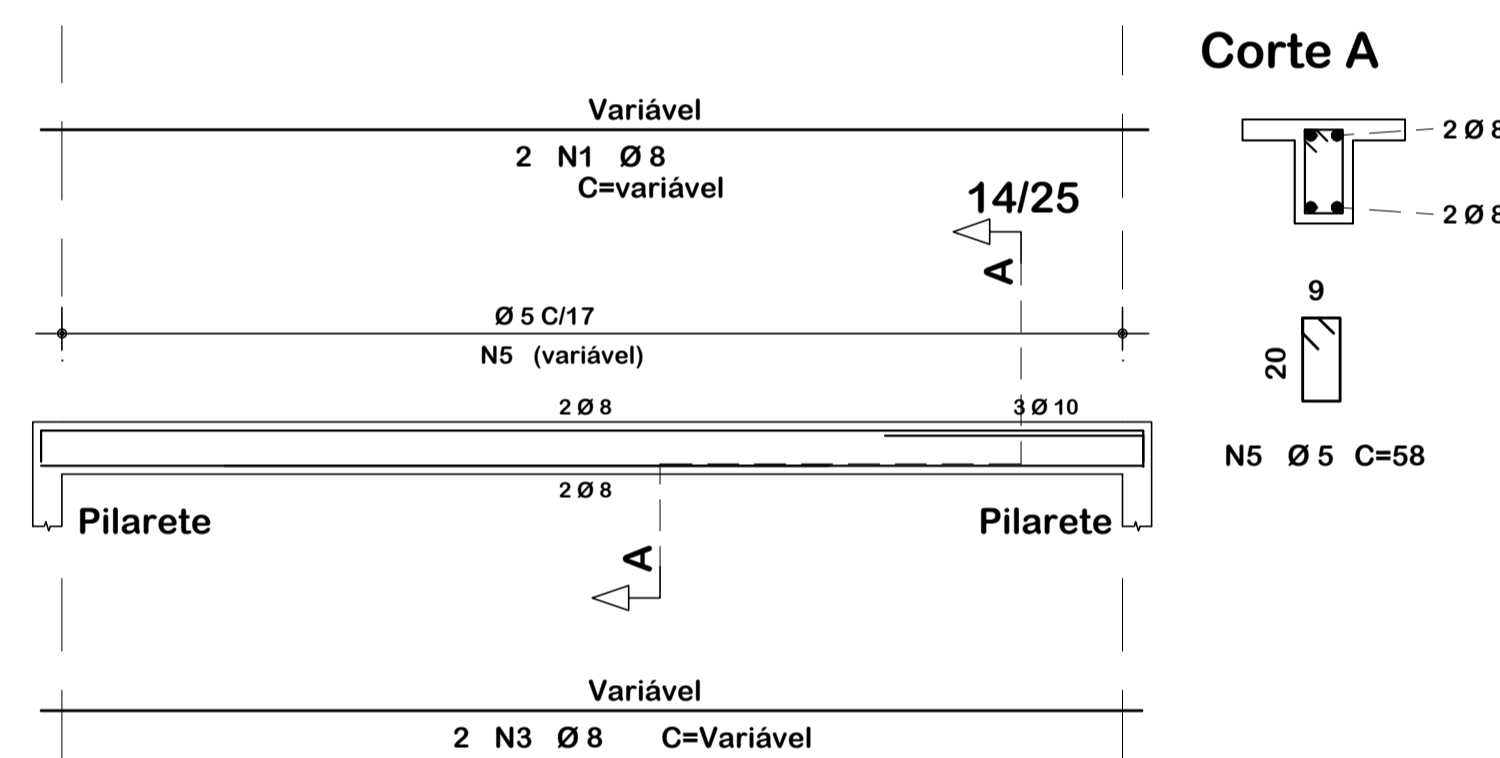 Corte A
Variável
2 N1 Ø 8
C=variável
14/25
A
2 Ø 8
2 Ø 8
Ø 5 C/17
N5 (variável)
9
20
2 Ø 8
3 Ø 10
N5 Ø 5 C=58
2 Ø 8
Pilarete
Pilarete
A
Variável
2 N3 Ø 8 C=Variável